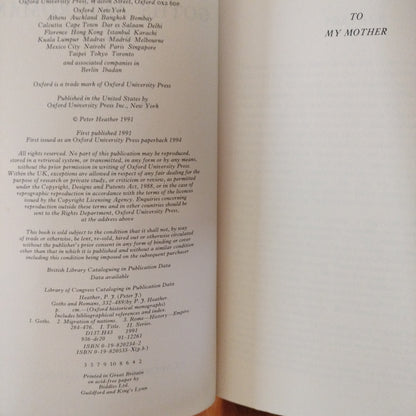 Oxford University Press, Walton Street, Oxford OX2 6DP
Oxford New York
Athens Auckland Bangkok Bombay
Calcutta Cape Town Dar es Salaam Delhi
Florence Hong Kong Istanbul Karachi
Kuala Lumpur Madras Madrid Melbourne
Mexico City Nairobi Paris Singapore
Taipei Tokyo Toronto
and associated companies in
Berlin Ibadan
Oxford is a trade mark of Oxford University Press
Published in the United States by
Oxford University Press Inc., New York
© Peter Heather 1991
First published 1991
First issued as an Oxford University Press paperback 1994
All rights reserved. No part of this publication may be reproduced,
stored in a retrieval system, or transmitted, in any form or by any means,
without the prior permission in writing of Oxford University Press.
Within the UK, exceptions are allowed in respect of any fair dealing for the
purpose of research or private study, or criticism or review, as permitted
under the Copyright, Designs and Patents Act, 1988, or in the case of
reprographic reproduction in accordance with the terms of the licences
issued by the Copyright Licensing Agency. Enquiries concerning
reproduction outside these terms and in other countries should be
sent to the Rights Department, Oxford University Press,
at the address above
This book is sold subject to the condition that it shall not, by way
of trade or otherwise, be lent, re-sold, hired out or otherwise circulated
without the publisher's prior consent in any form of binding or cover
other than that in which it is published and without a similar condition
including this condition being imposed on the subsequent purchaser
British Library Cataloguing in Publication Data
Data available
Library of Congress Cataloging in Publication Data
Heather, P. J. (Peter J.)
Goths and Romans, 332-489/by P. J. Heather
p. cm.—(Oxford historical monographs)
Includes bibliographical references and index.
1. Goths. 2. Migration of nations. 3. Rome—History—Empire
284-476. I. Title. II. Series.
D137.H43 1991
936-dc20 91-12261
ISBN 0-19-820234-2
ISBN 0-19-820535-X(pbk.)
3 5 7 9 10 8 6 4 2
Printed in Great Britain
on acid-free paper by
Biddles Ltd.
Guildford and King's Lynn
TO
MY MOTHER